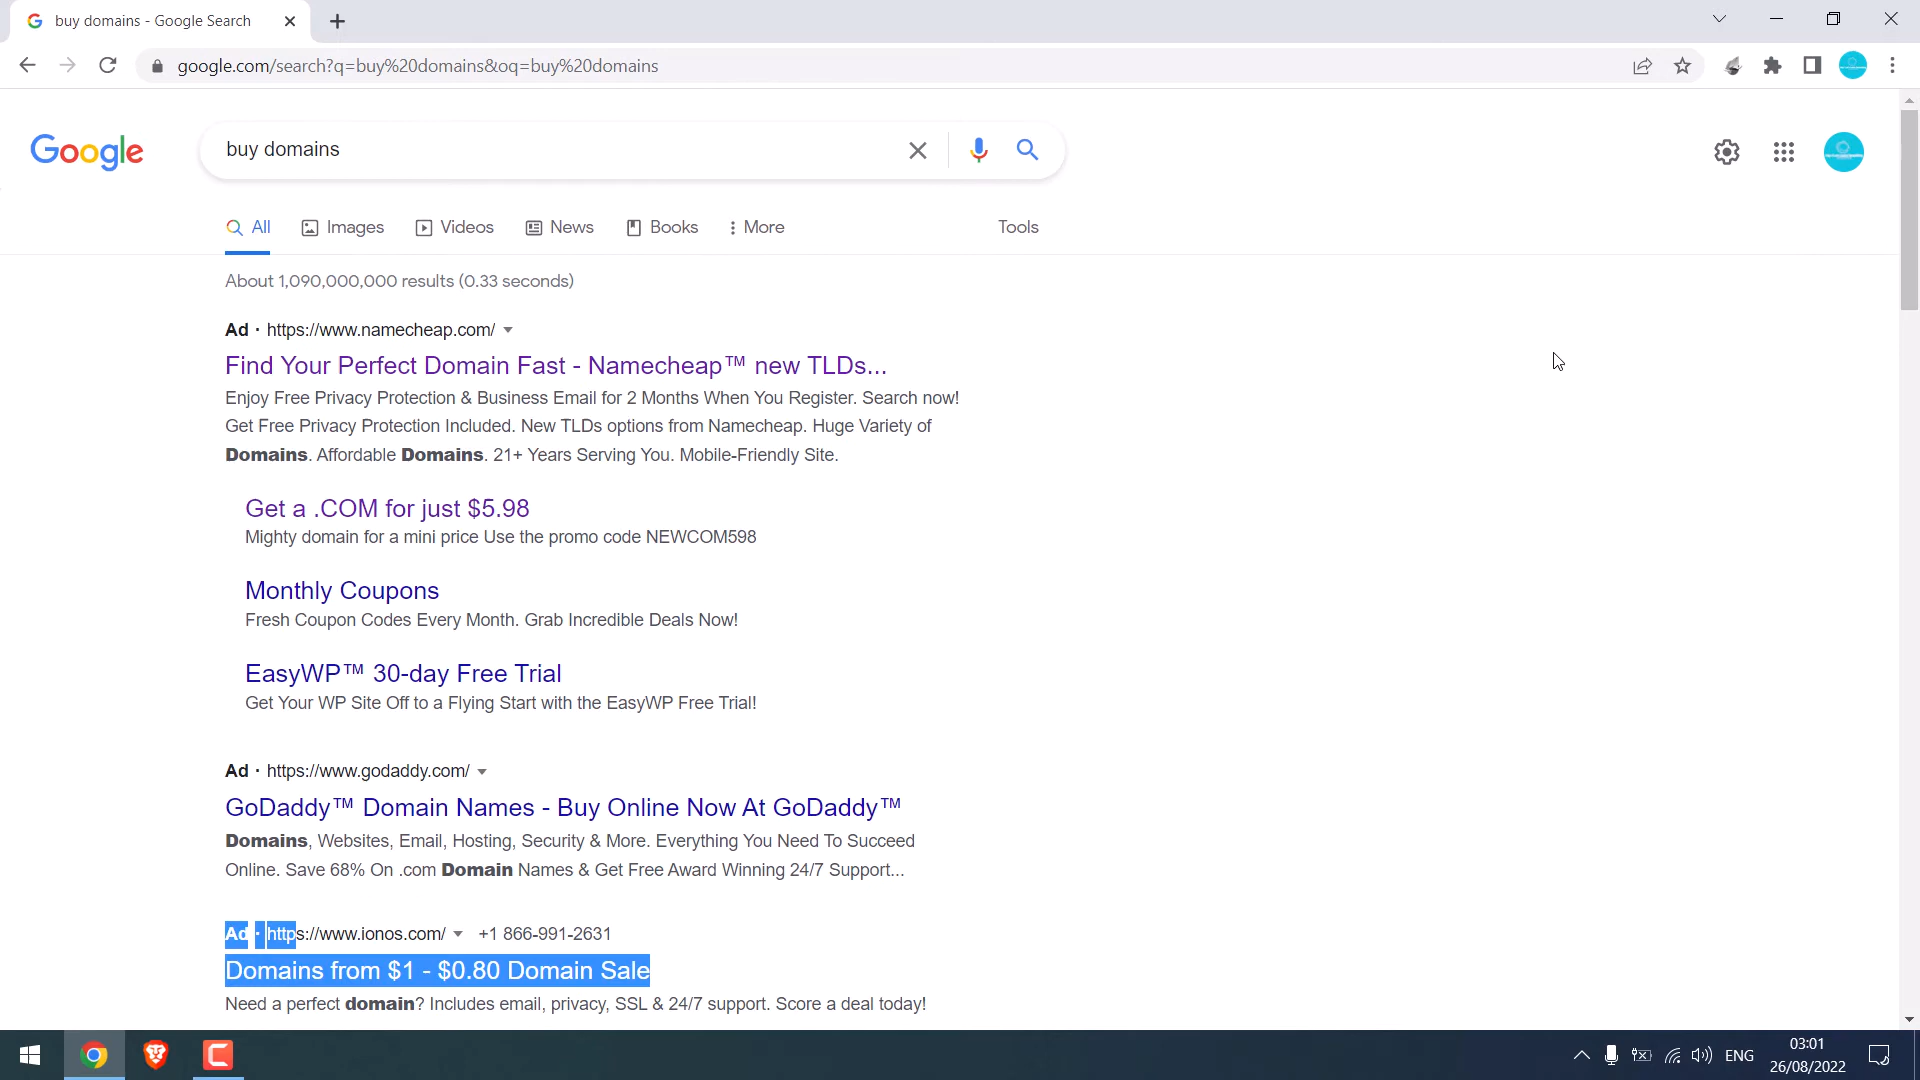 buy domains - Google Search
google.com/search?q=buy%20domains&oq=buy%20domains
Google
buy domains
All
Images
Videos
News
Books
More
Tools
About 1,090,000,000 results (0.33 seconds)
Ad · https://www.namecheap.com/
Find Your Perfect Domain Fast - Namecheap™ new TLDs...
Enjoy Free Privacy Protection & Business Email for 2 Months When You Register. Search now!
Get Free Privacy Protection Included. New TLDs options from Namecheap. Huge Variety of
Domains. Affordable Domains. 21+ Years Serving You. Mobile-Friendly Site.
Get a .COM for just $5.98
Mighty domain for a mini price Use the promo code NEWCOM598
Monthly Coupons
Fresh Coupon Codes Every Month. Grab Incredible Deals Now!
EasyWP™ 30-day Free Trial
Get Your WP Site Off to a Flying Start with the EasyWP Free Trial!
Ad · https://www.godaddy.com/
GoDaddy™ Domain Names - Buy Online Now At GoDaddy™
Domains, Websites, Email, Hosting, Security & More. Everything You Need To Succeed
Online. Save 68% On .com Domain Names & Get Free Award Winning 24/7 Support...
Ad · https://www.ionos.com/ +1 866-991-2631
Domains from $1 - $0.80 Domain Sale
Need a perfect domain? Includes email, privacy, SSL & 24/7 support. Score a deal today!
ENG
03:01
26/08/2022